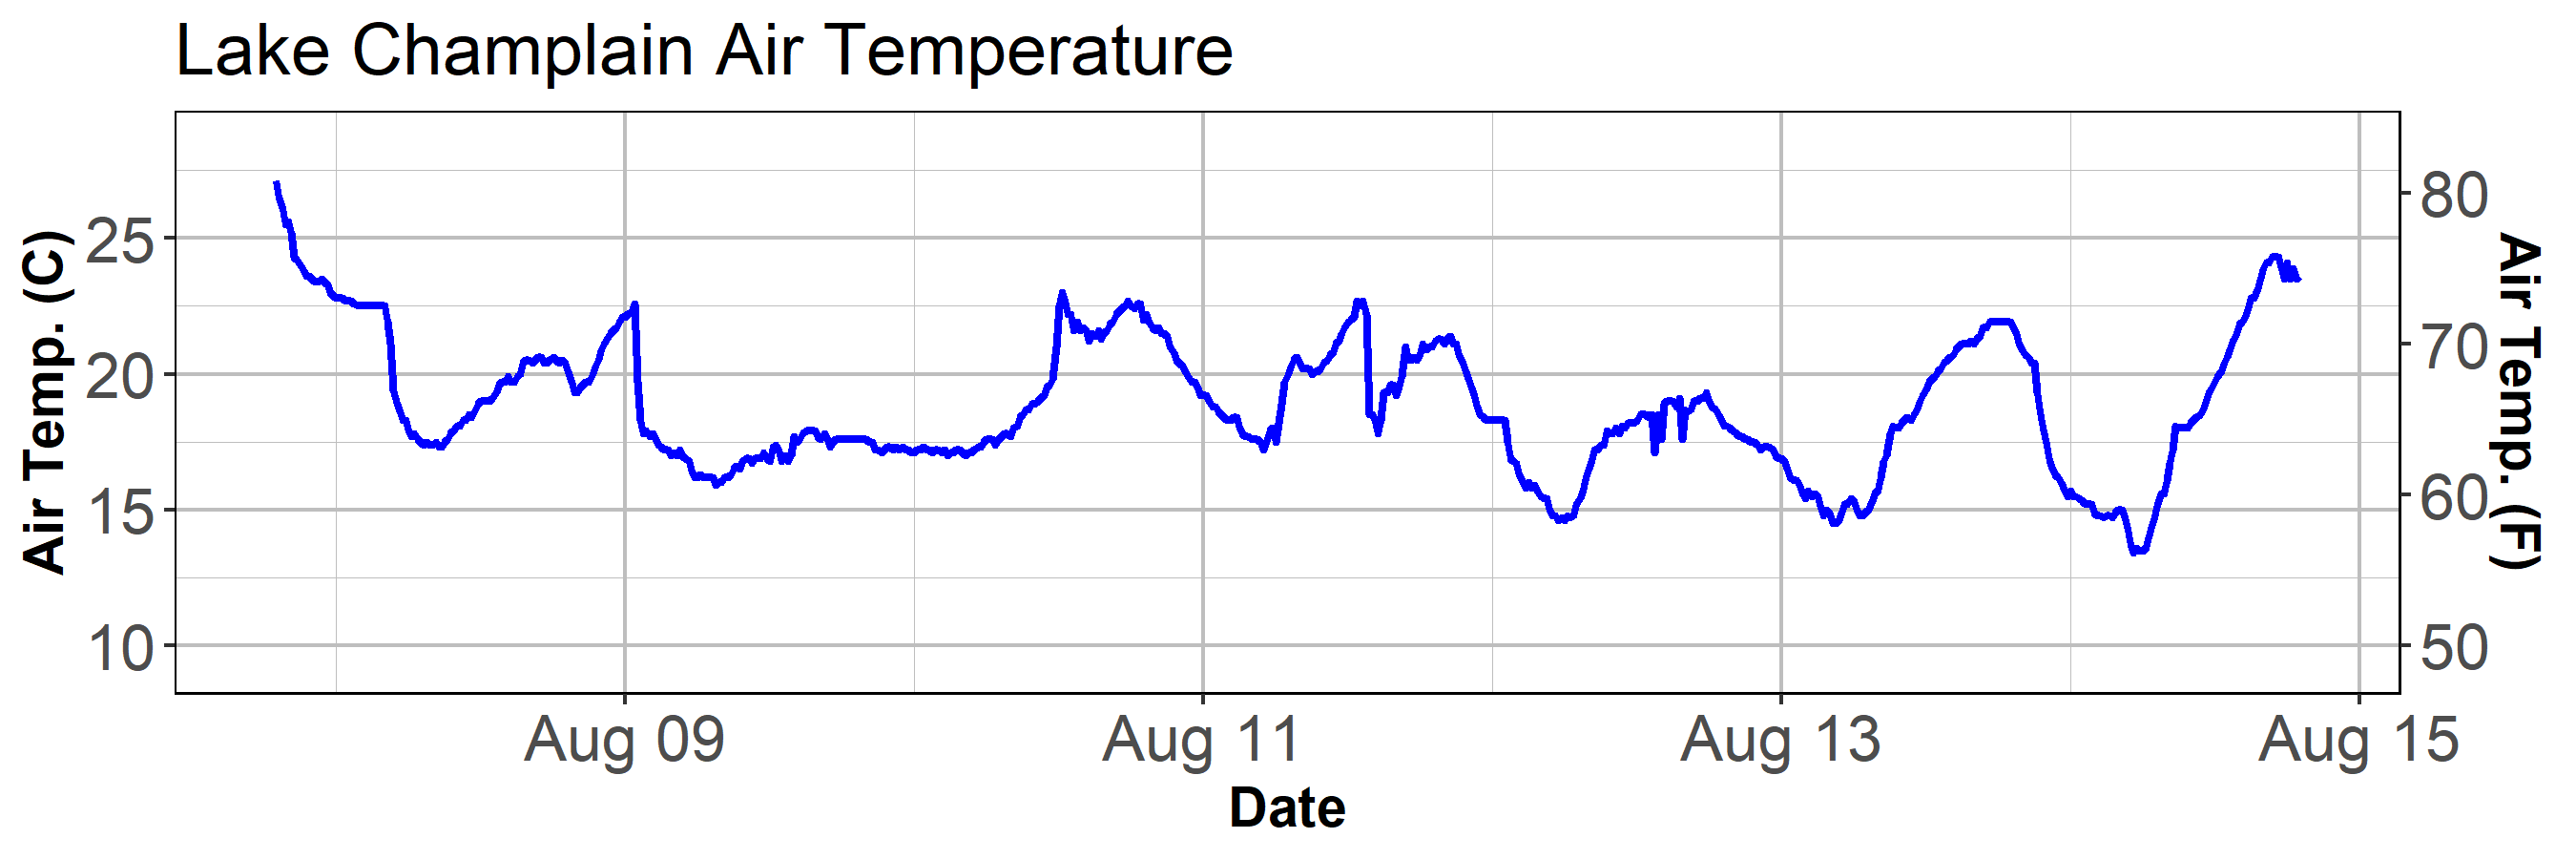 Lake Champlain Air Temperature
Air Temp. (C)
25
20
15
10
80
70
60
50
Air Temp. (F)
Aug 09
Aug 11
Aug 13
Aug 15
Date